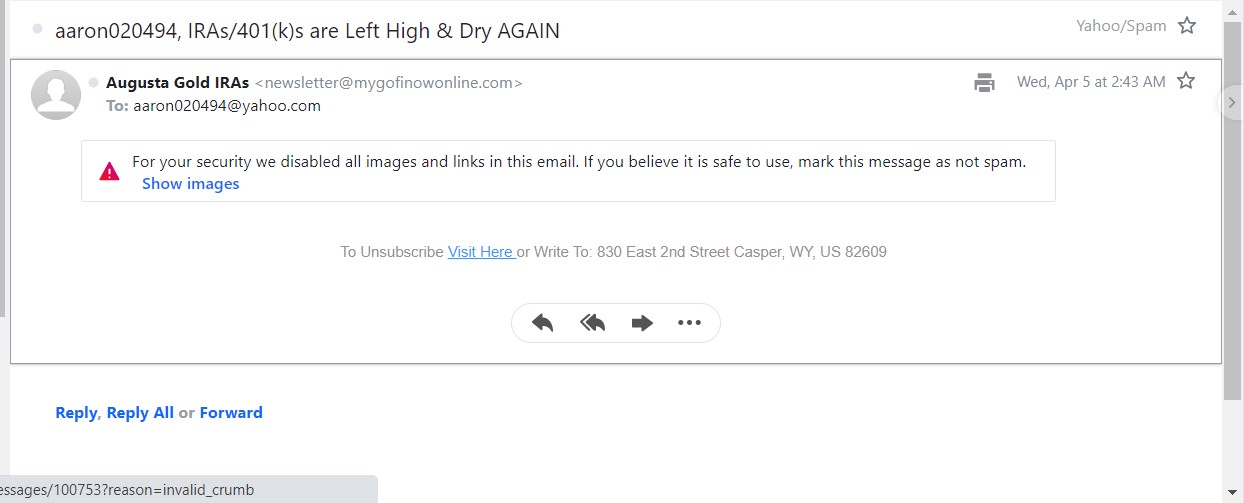 aaron020494, IRAs/401(k)s are Left High & Dry AGAIN
Yahoo/Spam
Augusta Gold IRAs <newsletter@mygofinowonline.com>
Wed, Apr 5 at 2:43 AM
To: aaron020494@yahoo.com
For your security we disabled all images and links in this email. If you believe it is safe to use, mark this message as not spam.
Show images
To Unsubscribe Visit Here or Write To: 830 East 2nd Street Casper, WY, US 82609
Reply, Reply All or Forward
essages/100753?reason=invalid_crumb